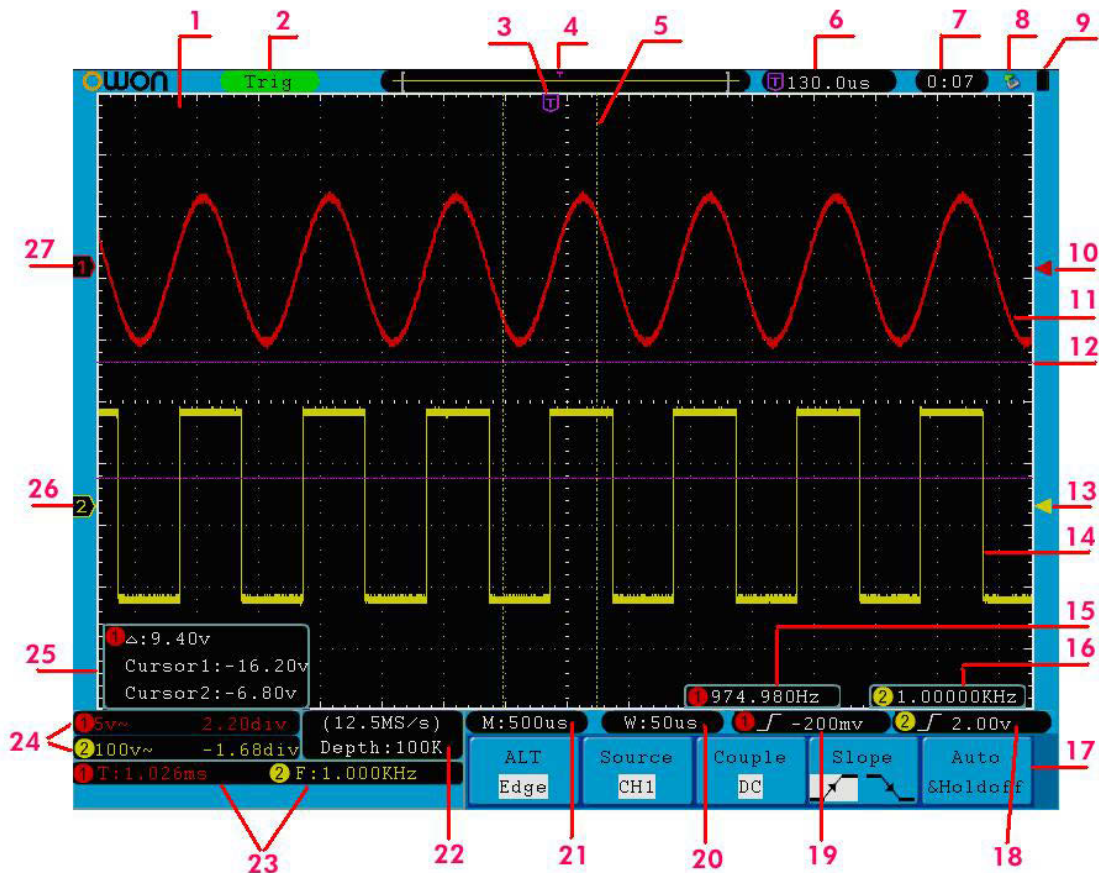 1
2
3
4
5
6
7
8
9
owon
Trig
T
T
T 130.0us
0:07
27
1
10
11
12
26
2
13
14
15
16
25
1 △:9.40v
Cursor1:-16.20v
Cursor2:-6.80v
1 974.980Hz
2 1.00000KHz
24
1 5v~ 2.20div
2 100v~ -1.68div
(12.5MS/s)
Depth:100K
M:500us
W:50us
1 -200mv
2 2.00v
1 T:1.026ms
2 F:1.000KHz
ALT
Edge
Source
CH1
Couple
DC
Slope
Auto
&Holdoff
17
23
22
21
20
19
18